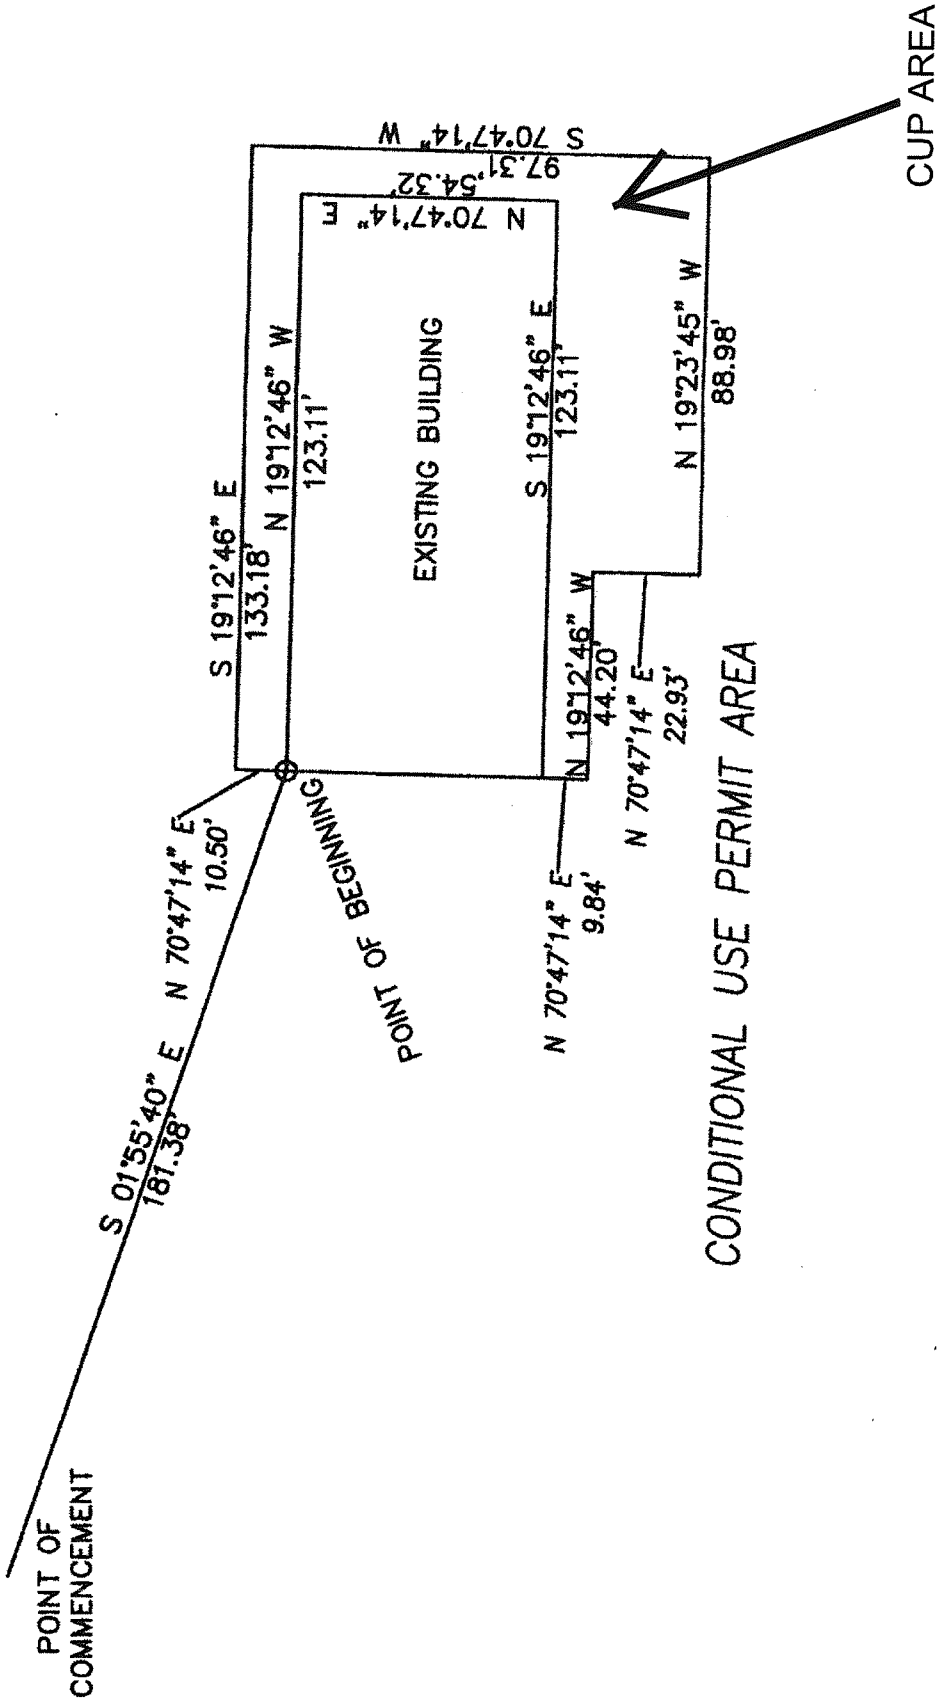 POINT OF
COMMENCEMENT
S 01°55'40" E
181.38'
N 70°47'14" E
10.50'
POINT OF BEGINNING
S 19°12'46" E
133.18'
N 19°12'46" W
123.11'
EXISTING BUILDING
N 70°47'14" E
54.32'
S 70°47'14" W
97.31'
S 19°12'46" E
123.11'
N 19°12'46" W
44.20'
N 70°47'14" E
9.84'
N 70°47'14" E
22.93'
N 19°23'45" W
88.98'
CONDITIONAL USE PERMIT AREA
CUP AREA